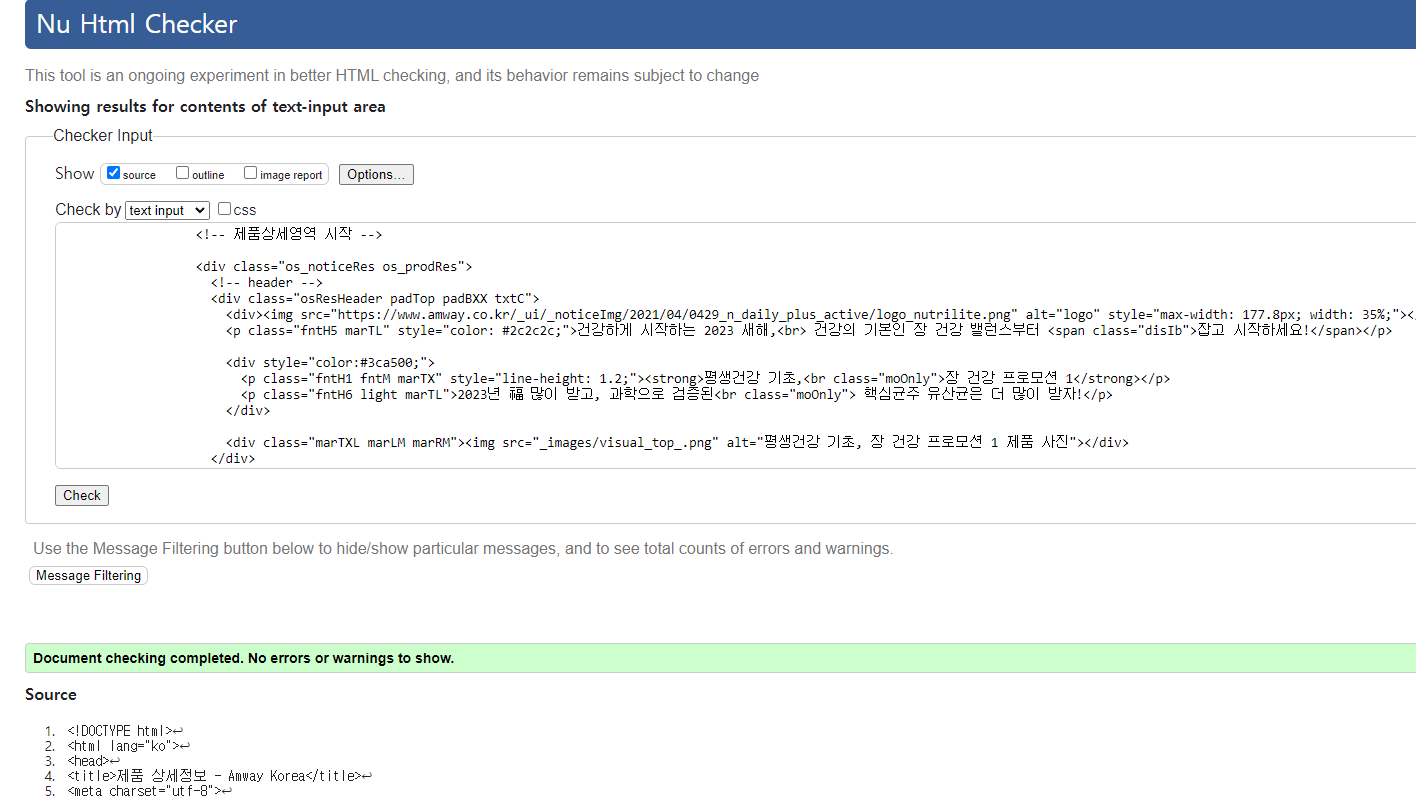 Nu Html Checker
This tool is an ongoing experiment in better HTML checking, and its behavior remains subject to change
Showing results for contents of text-input area
Checker Input
Show source outline image report Options...
Check by text input css
<!-- 제품상세영역 시작 -->
<div class="os_noticeRes os_prodRes">
<!-- header -->
<div class="osResHeader padTop padBXX txtC">
<div><img src="https://www.amway.co.kr/_ui/_noticeImg/2021/04/0429_n_daily_plus_active/logo_nutrilite.png" alt="logo" style="max-width: 177.8px; width: 35%;"></
<p class="fntH5 marTL" style="color: #2c2c2c;">건강하게 시작하는 2023 새해,<br> 건강의 기본인 장 건강 밸런스부터 <span class="disIb">잡고 시작하세요!</span></p>
<div style="color:#3ca500;">
<p class="fntH1 fntM marTX" style="line-height: 1.2;"><strong>평생건강 기초,<br class="moOnly">장 건강 프로모션 1</strong></p>
<p class="fntH6 light marTL">2023년 福 많이 받고, 과학으로 검증된<br class="moOnly"> 핵심균주 유산균은 더 많이 받자!</p>
</div>
<div class="marTXL marLM marRM"><img src="_images/visual_top_.png" alt="평생건강 기초, 장 건강 프로모션 1 제품 사진"></div>
</div>
Check
Use the Message Filtering button below to hide/show particular messages, and to see total counts of errors and warnings.
Message Filtering
Document checking completed. No errors or warnings to show.
Source
1. <!DOCTYPE html>↩
2. <html lang="ko">↩
3. <head>↩
4. <title>제품 상세정보 - Amway Korea</title>↩
5. <meta charset="utf-8">↩